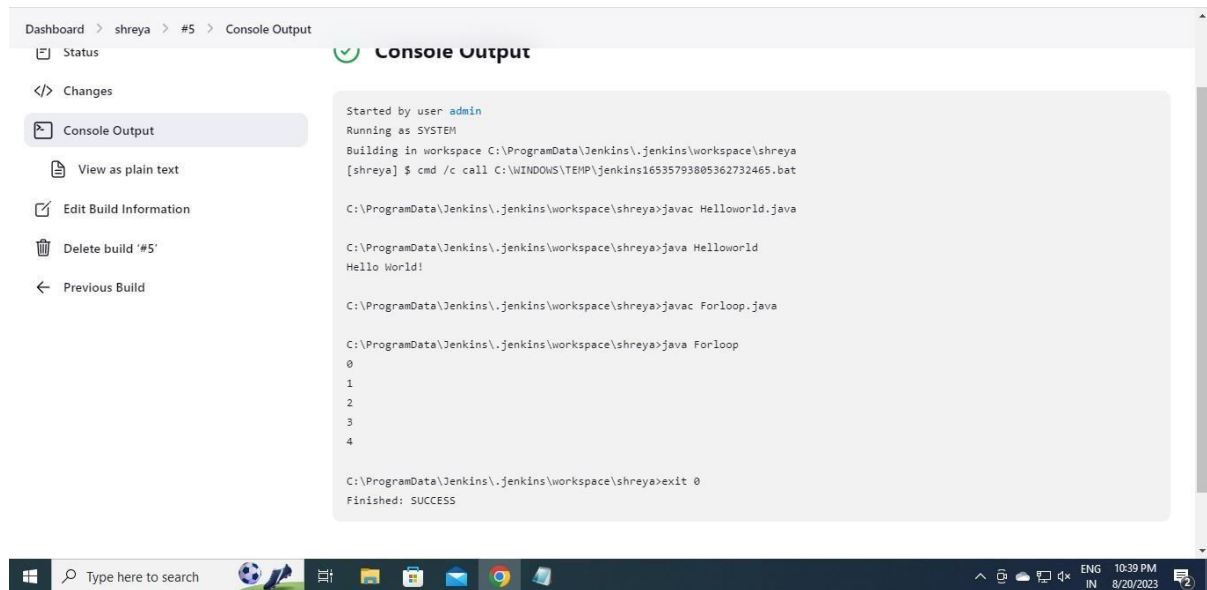 Dashboard > shreya > #5 > Console Output
Status
Changes
Console Output
View as plain text
Edit Build Information
Delete build '#5'
Previous Build
Console Output
Started by user admin
Running as SYSTEM
Building in workspace C:\ProgramData\Jenkins\.jenkins\workspace\shreya
[shreya] $ cmd /c call C:\WINDOWS\TEMP\jenkins16535793805362732465.bat
C:\ProgramData\Jenkins\.jenkins\workspace\shreya>javac Helloworld.java
C:\ProgramData\Jenkins\.jenkins\workspace\shreya>java Helloworld
Hello World!
C:\ProgramData\Jenkins\.jenkins\workspace\shreya>javac Forloop.java
C:\ProgramData\Jenkins\.jenkins\workspace\shreya>java Forloop
0
1
2
3
4
C:\ProgramData\Jenkins\.jenkins\workspace\shreya>exit 0
Finished: SUCCESS
Type here to search
ENG
IN
10:39 PM
8/20/2023
2